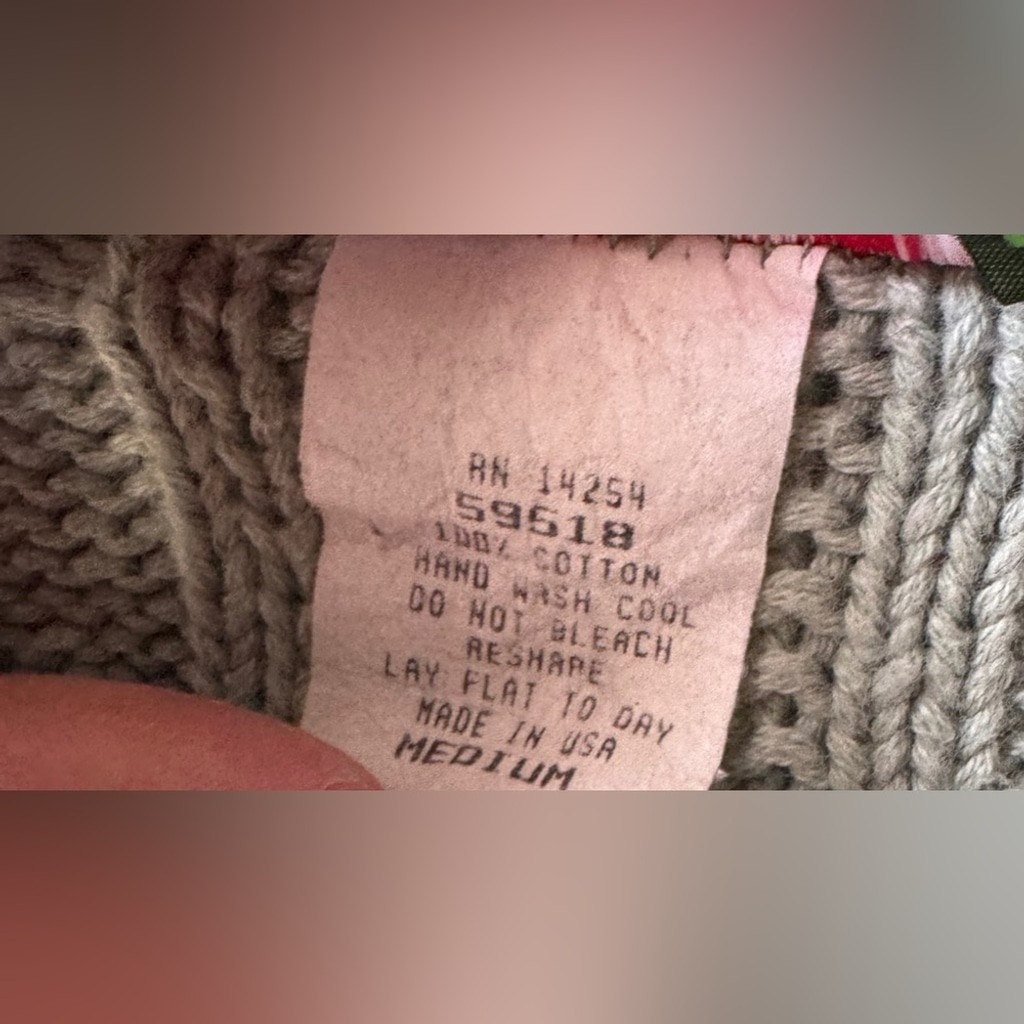 RN 14254
59518
100% COTTON
HAND WASH COOL
DO NOT BLEACH
RESHAPE
LAY FLAT TO DAY
MADE IN USA
MEDIUM